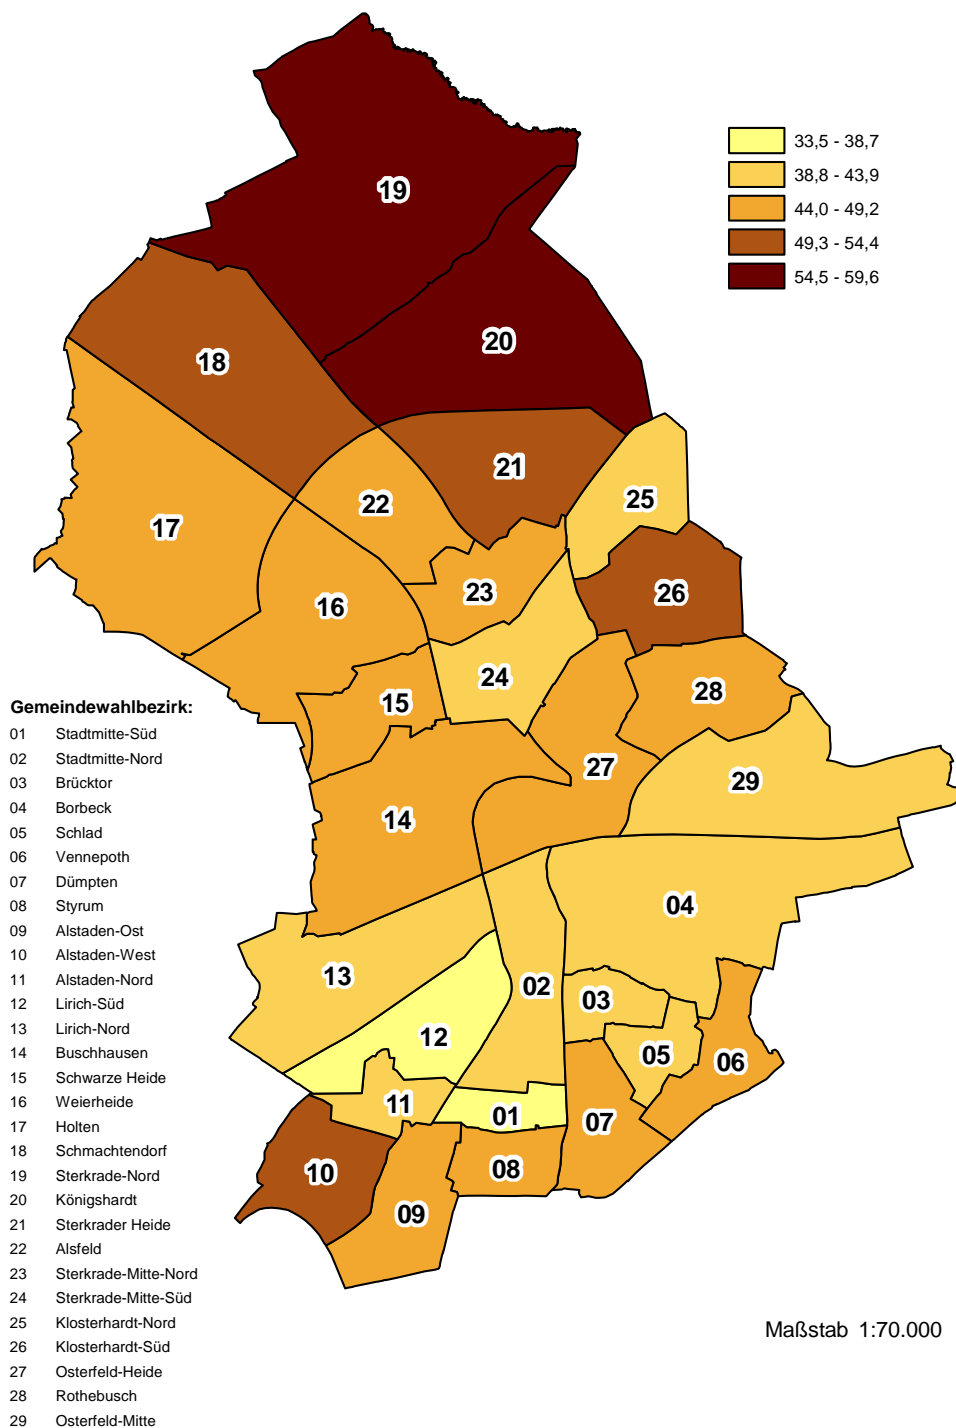 33,5 - 38,7
38,8 - 43,9
44,0 - 49,2
49,3 - 54,4
54,5 - 59,6
19
20
18
21
22
25
17
23
26
16
24
28
15
27
29
14
04
13
02
03
12
05
06
11
01
07
10
08
09
Gemeindewahlbezirk:
01 Stadtmitte-Süd
02 Stadtmitte-Nord
03 Brücktor
04 Borbeck
05 Schlad
06 Vennepoth
07 Dümpten
08 Styrum
09 Alstaden-Ost
10 Alstaden-West
11 Alstaden-Nord
12 Lirich-Süd
13 Lirich-Nord
14 Buschhausen
15 Schwarze Heide
16 Weierheide
17 Holten
18 Schmachtendorf
19 Sterkrade-Nord
20 Königshardt
21 Sterkrader Heide
22 Alsfeld
23 Sterkrade-Mitte-Nord
24 Sterkrade-Mitte-Süd
25 Klosterhardt-Nord
26 Klosterhardt-Süd
27 Osterfeld-Heide
28 Rothebusch
29 Osterfeld-Mitte
Maßstab 1:70.000